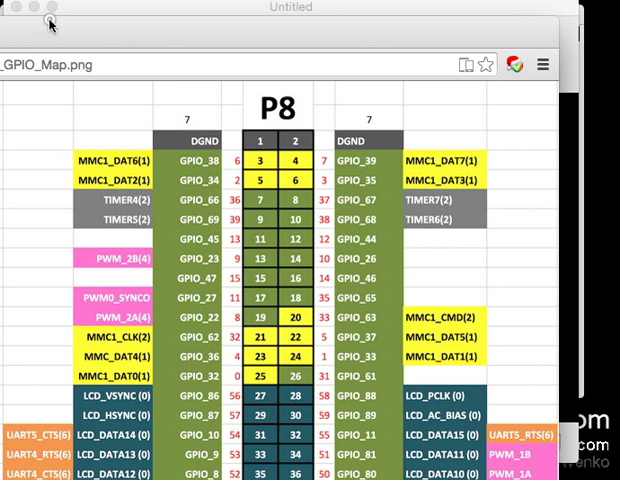 Untitled
_GPIO_Map.png
P8
7 7
DGND 1 2 DGND
MMC1_DAT6(1) GPIO_38 6 3 4 7 GPIO_39 MMC1_DAT7(1)
MMC1_DAT2(1) GPIO_34 2 5 6 3 GPIO_35 MMC1_DAT3(1)
TIMER4(2) GPIO_66 36 7 8 37 GPIO_67 TIMER7(2)
TIMER5(2) GPIO_69 39 9 10 38 GPIO_68 TIMER6(2)
GPIO_45 13 11 12 12 GPIO_44
PWM_2B(4) GPIO_23 9 13 14 10 GPIO_26
GPIO_47 15 15 16 14 GPIO_46
PWM0_SYNCO GPIO_27 11 17 18 35 GPIO_65
PWM_2A(4) GPIO_22 8 19 20 33 GPIO_63 MMC1_CMD(2)
MMC1_CLK(2) GPIO_62 32 21 22 5 GPIO_37 MMC1_DAT5(1)
MMC_DAT4(1) GPIO_36 4 23 24 1 GPIO_33 MMC1_DAT1(1)
MMC1_DAT0(1) GPIO_32 0 25 26 31 GPIO_61
LCD_VSYNC (0) GPIO_86 56 27 28 58 GPIO_88 LCD_PCLK (0)
LCD_HSYNC (0) GPIO_87 57 29 30 59 GPIO_89 LCD_AC_BIAS (0)
UART5_CTS(6) LCD_DATA14 (0) GPIO_10 54 31 32 55 GPIO_11 LCD_DATA15 (0) UART5_RTS(6)
UART4_RTS(6) LCD_DATA13 (0) GPIO_9 53 33 34 51 GPIO_81 LCD_DATA11 (0) PWM_1B
UART4_CTS(6) LCD_DATA12 (0) GPIO_8 52 35 36 50 GPIO_80 LCD_DATA10 (0) PWM_1A
om
com
wenko